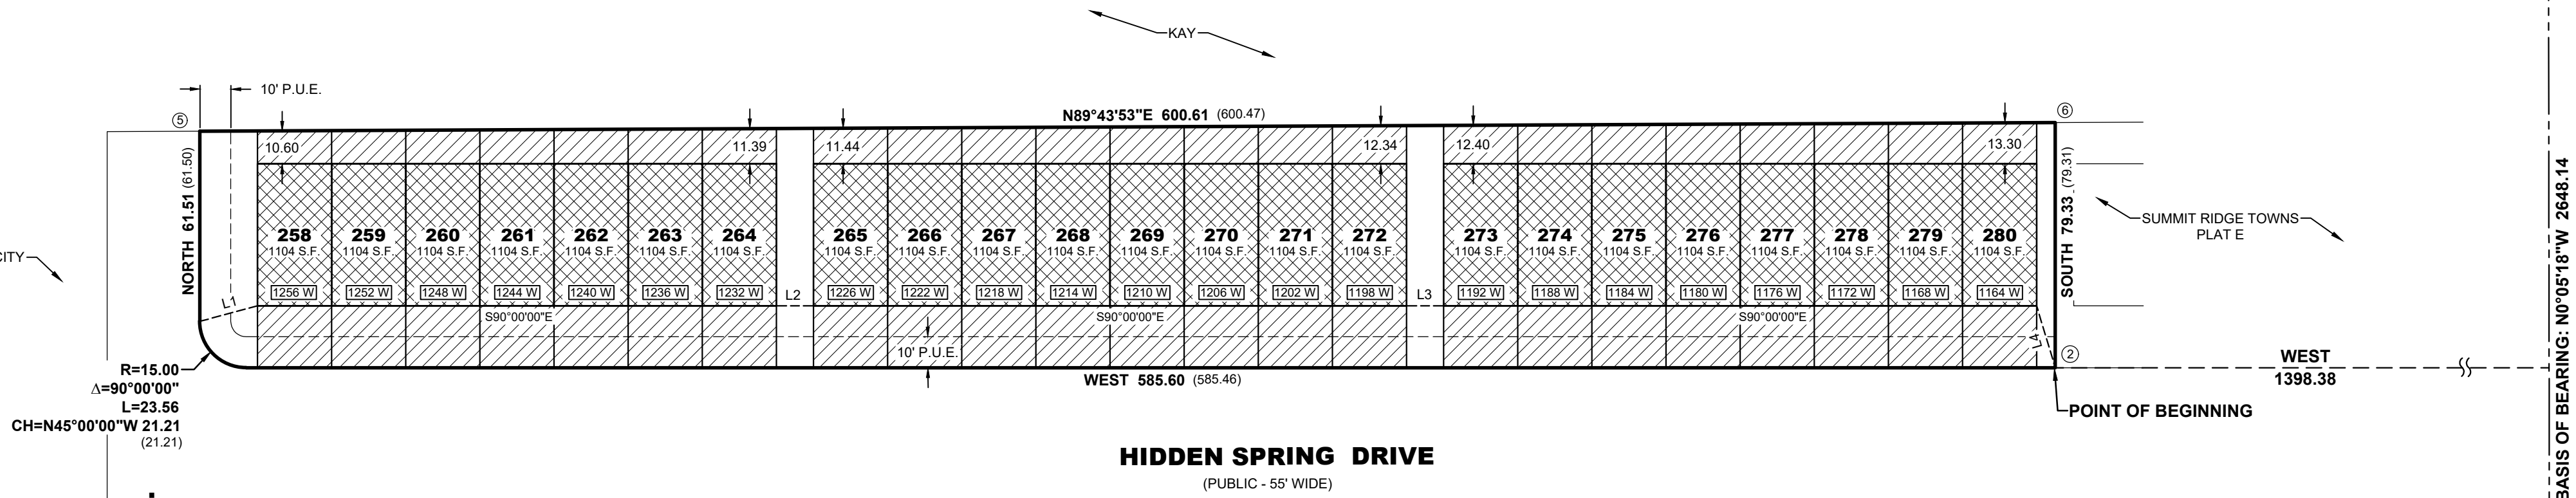 KAY
10' P.U.E.
5
N89°43'53"E 600.61 (600.47)
6
10.60
11.39
11.44
12.34
12.40
13.30
NORTH 61.51 (61.50)
SOUTH 79.33 (79.31)
BASIS OF BEARING: N0°05'18"W 2648.14
CITY
SUMMIT RIDGE TOWNS
PLAT E
258 259 260 261 262 263 264 265 266 267 268 269 270 271 272 273 274 275 276 277 278 279 280
1104 S.F. 1104 S.F. 1104 S.F. 1104 S.F. 1104 S.F. 1104 S.F. 1104 S.F. 1104 S.F. 1104 S.F. 1104 S.F. 1104 S.F. 1104 S.F. 1104 S.F. 1104 S.F. 1104 S.F. 1104 S.F. 1104 S.F. 1104 S.F. 1104 S.F. 1104 S.F. 1104 S.F. 1104 S.F. 1104 S.F.
1256 W 1252 W 1248 W 1244 W 1240 W 1236 W 1232 W 1226 W 1222 W 1218 W 1214 W 1210 W 1206 W 1202 W 1198 W 1192 W 1188 W 1184 W 1180 W 1176 W 1172 W 1168 W 1164 W
L1
L2
L3
S90°00'00"E
S90°00'00"E
S90°00'00"E
L4
10' P.U.E.
2
WEST
1398.38
R=15.00
Δ=90°00'00"
L=23.56
CH=N45°00'00"W 21.21
(21.21)
WEST 585.60 (585.46)
POINT OF BEGINNING
HIDDEN SPRING DRIVE
(PUBLIC - 55' WIDE)